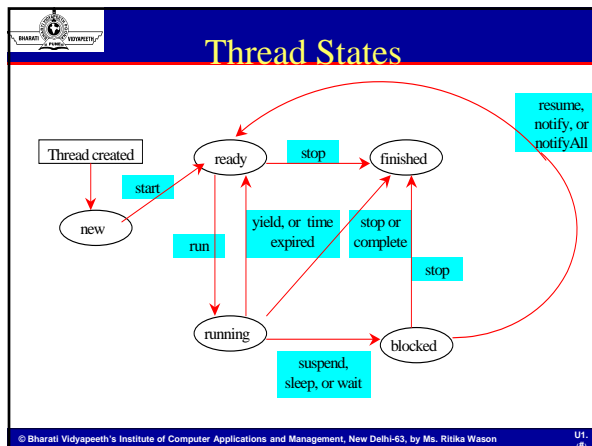 BHARATI
VIDYAPEETH
PUNE
Thread States
resume,
notify, or
notifyAll
Thread created
ready
stop
finished
start
new
yield, or time
expired
stop or
complete
run
stop
running
blocked
suspend,
sleep, or wait
© Bharati Vidyapeeth's Institute of Computer Applications and Management, New Delhi-63, by Ms. Ritika Wason
U1.
‹#›